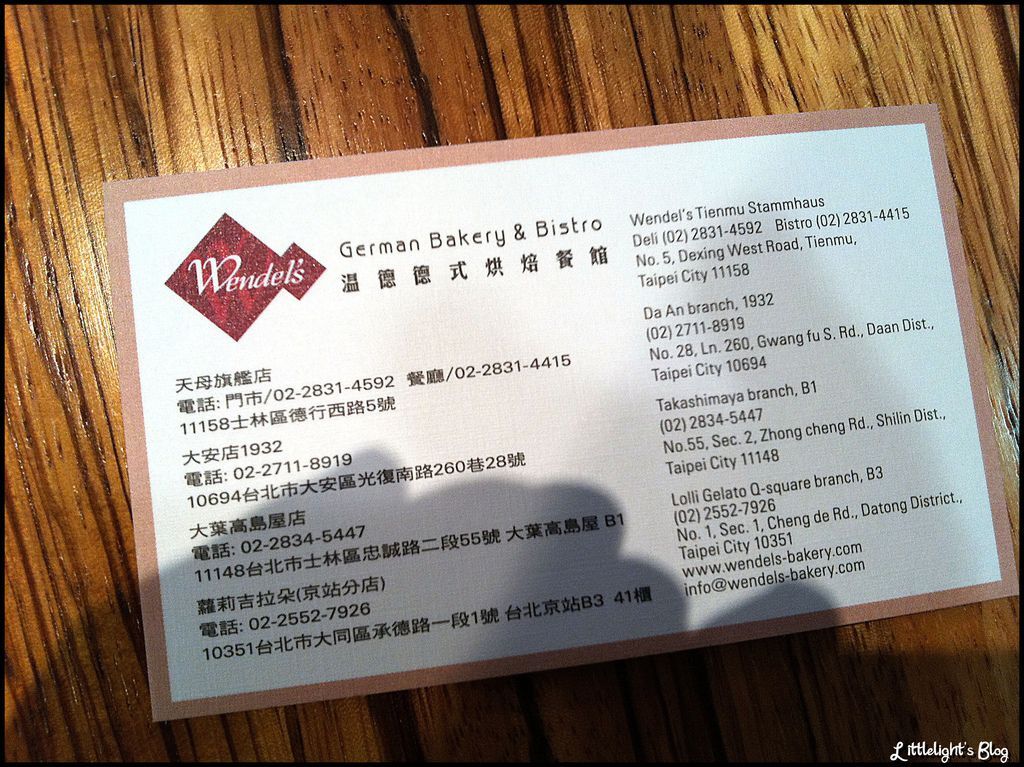 Wendel's
German Bakery & Bistro
温德德式烘焙餐館
天母旗艦店
電話: 門市/02-2831-4592 餐廳/02-2831-4415
11158士林區德行西路5號
大安店1932
電話: 02-2711-8919
10694台北市大安區光復南路260巷28號
大葉高島屋店
電話: 02-2834-5447
11148台北市士林區忠誠路二段55號 大葉高島屋 B1
蘿莉吉拉朵(京站分店)
電話: 02-2552-7926
10351台北市大同區承德路一段1號 台北京站B3 41櫃
Wendel's Tienmu Stammhaus
Deli (02) 2831-4592 Bistro (02) 2831-4415
No. 5, Dexing West Road, Tienmu,
Taipei City 11158
Da An branch, 1932
(02) 2711-8919
No. 28, Ln. 260, Gwang fu S. Rd., Daan Dist.,
Taipei City 10694
Takashimaya branch, B1
(02) 2834-5447
No.55, Sec. 2, Zhong cheng Rd., Shilin Dist.,
Taipei City 11148
Lolli Gelato Q-square branch, B3
(02) 2552-7926
No. 1, Sec. 1, Cheng de Rd., Datong District.,
Taipei City 10351
www.wendels-bakery.com
info@wendels-bakery.com
Littlelight's Blog